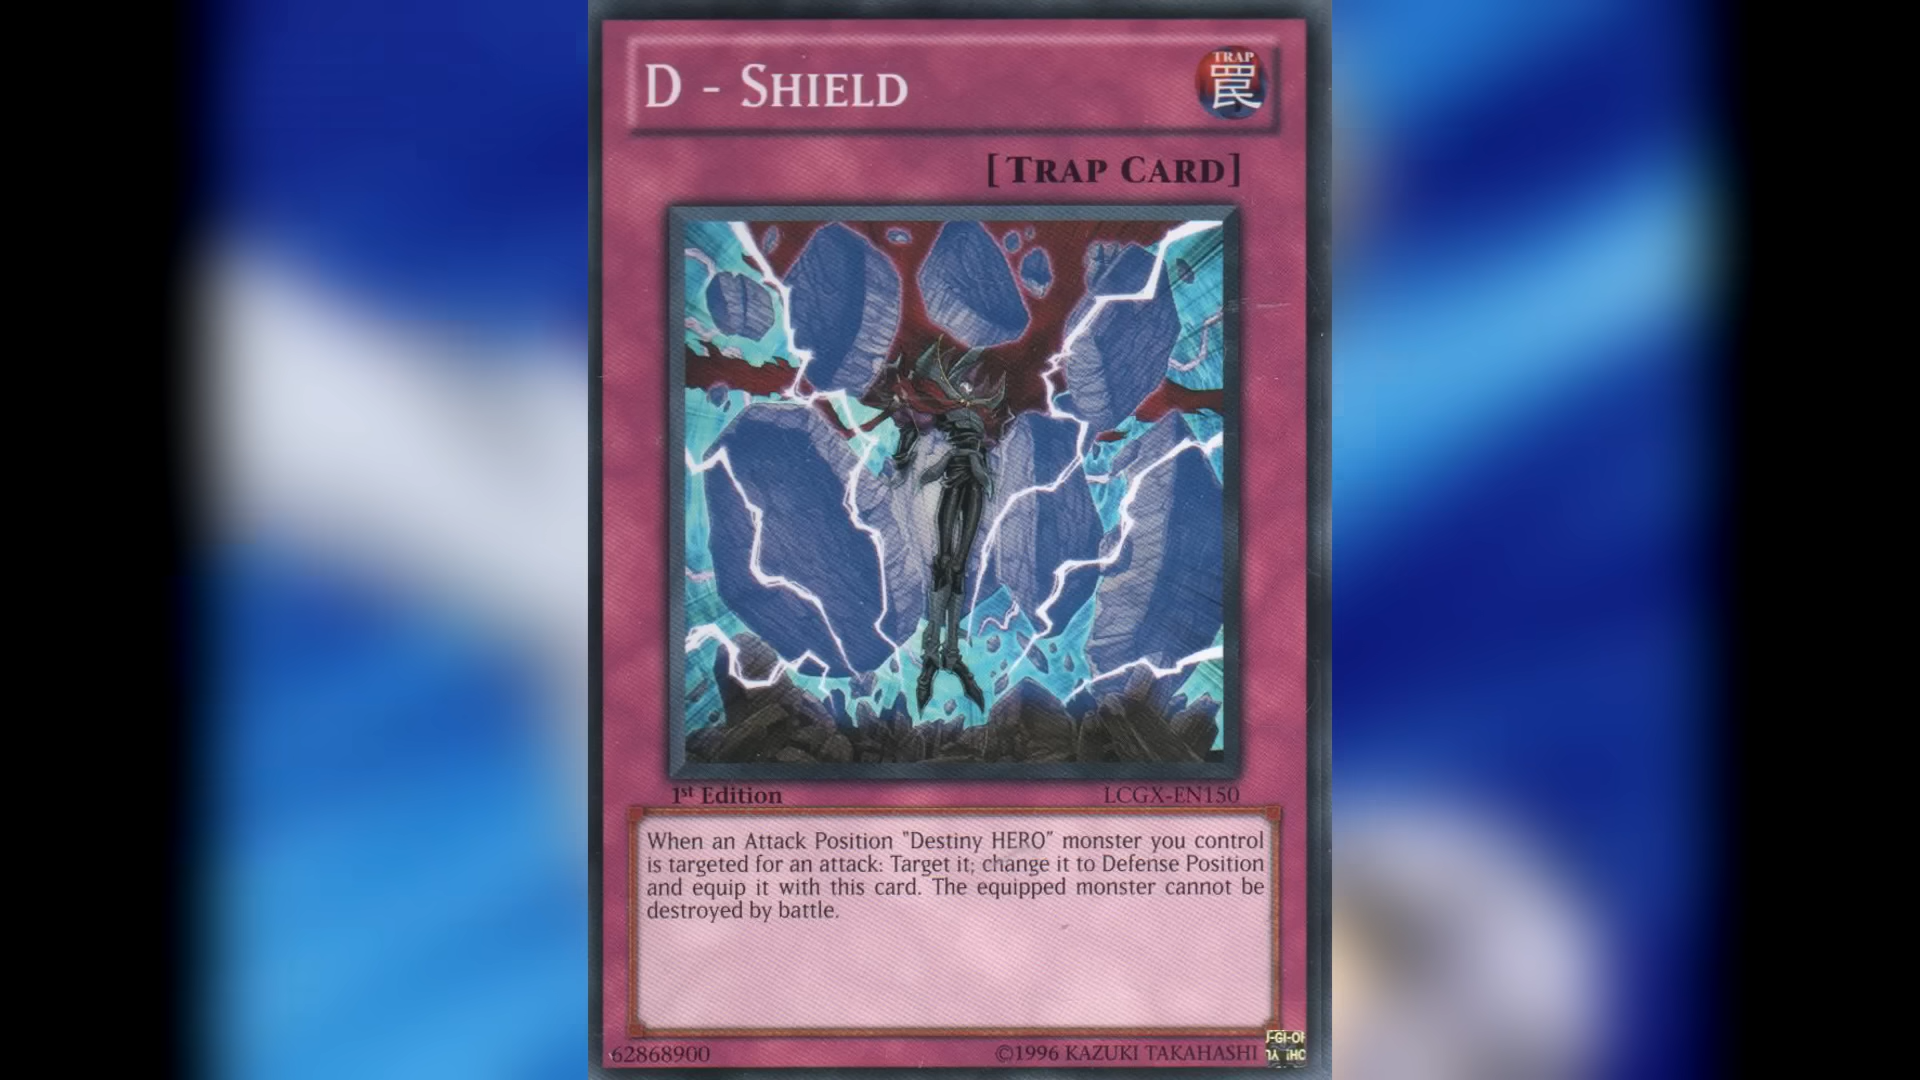 D - SHIELD
TRAP
罠
[TRAP CARD]
1st Edition
LCGX-EN150
When an Attack Position "Destiny HERO" monster you control
is targeted for an attack: Target it; change it to Defense Position
and equip it with this card. The equipped monster cannot be
destroyed by battle.
62868900
©1996 KAZUKI TAKAHASHI